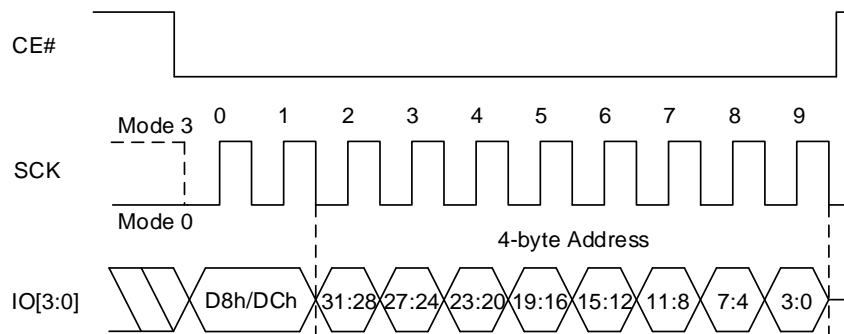 CE#
0 1 2 3 4 5 6 7 8 9
Mode 3
SCK
Mode 0
4-byte Address
IO[3:0] D8h/DCh 31:28 27:24 23:20 19:16 15:12 11:8 7:4 3:0